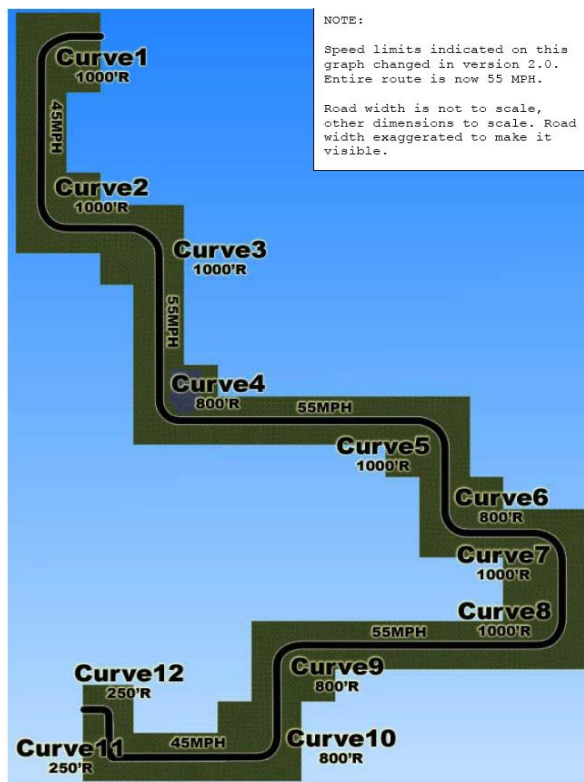 NOTE:
Speed limits indicated on this
graph changed in version 2.0.
Entire route is now 55 MPH.
Road width is not to scale,
other dimensions to scale. Road
width exaggerated to make it
visible.
Curve1
1000'R
45MPH
Curve2
1000'R
Curve3
1000'R
55MPH
Curve4
800'R
55MPH
Curve5
1000'R
Curve6
800'R
Curve7
1000'R
Curve8
1000'R
55MPH
Curve9
800'R
Curve10
800'R
45MPH
Curve11
250'R
Curve12
250'R